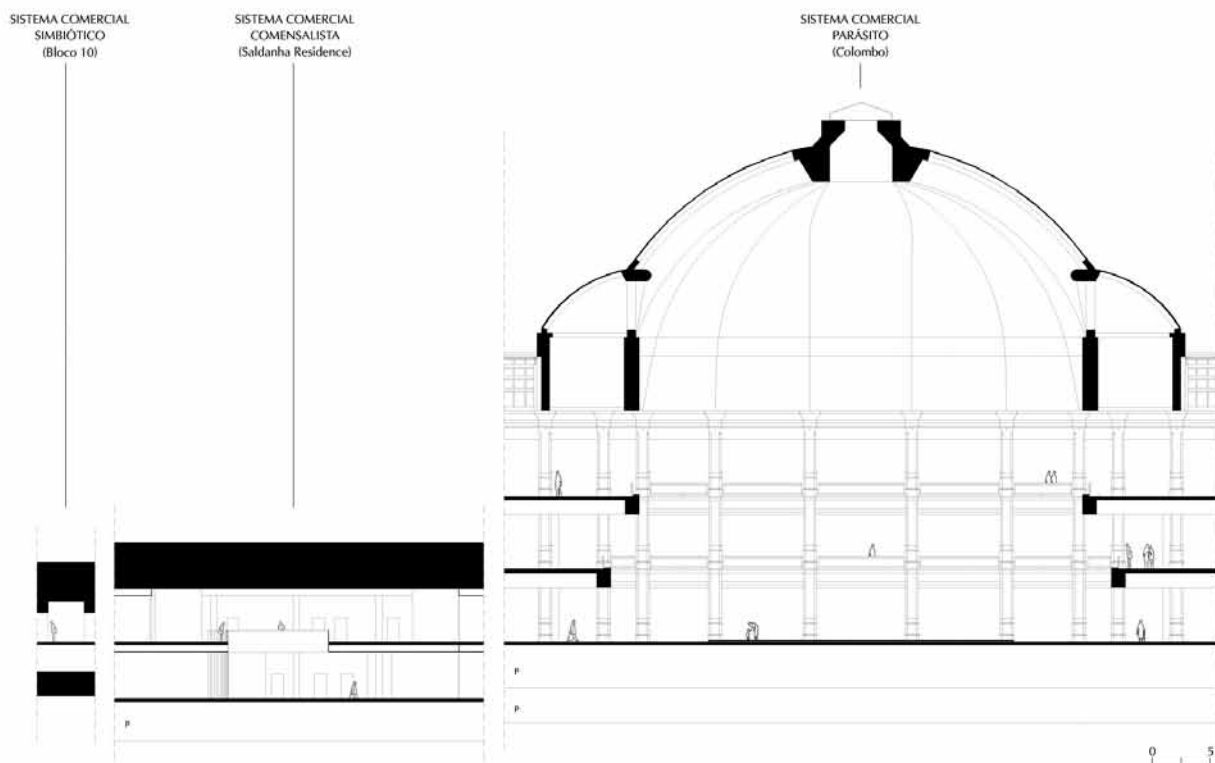 SISTEMA COMERCIAL
SIMBIÓTICO
(Bloco 10)
SISTEMA COMERCIAL
COMENSALISTA
(Saldanha Residence)
SISTEMA COMERCIAL
PARÁSITO
(Colombo)
P
P
P
0 5